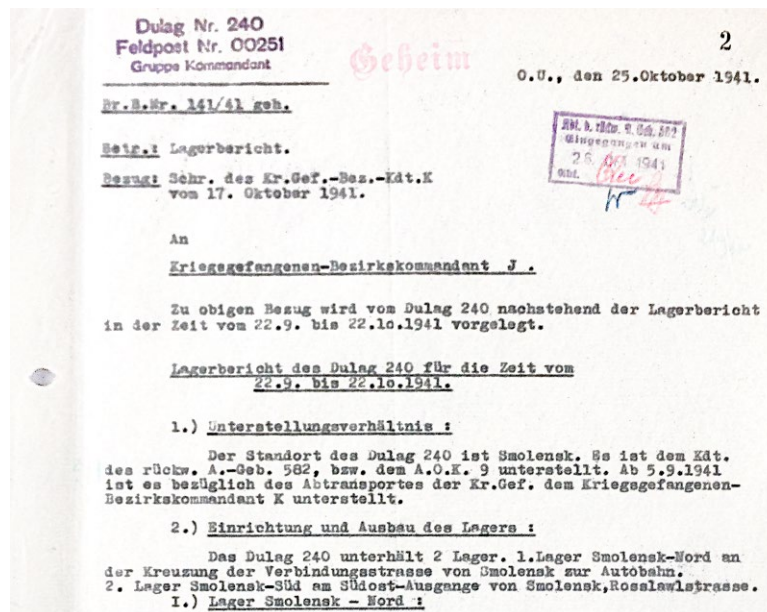 Dulag Nr. 240
Feldpost Nr. 00251
Gruppe Kommandant
Geheim
2
O.U., den 25.Oktober 1941.
Br.B.Nr. 141/41 geh.
Abt. b. rückw. A. Geb. 582
Eingegangen am
26. Okt 1941
Abt.
Betr.: Lagerbericht.
Bezug: Schr. des Kr.Gef.-Bez.-Kdt.K
vom 17. Oktober 1941.
An
Kriegsgefangenen-Bezirkskommandant J .
Zu obigen Bezug wird vom Dulag 240 nachstehend der Lagerbericht
in der Zeit vom 22.9. bis 22.1o.1941 vorgelegt.
Lagerbericht des Dulag 240 für die Zeit vom
22.9. bis 22.1o.1941.
1.) Unterstellungsverhältnis :
Der Standort des Dulag 240 ist Smolensk. Es ist dem Kdt.
des rückw. A.-Geb. 582, bzw. dem A.O.K. 9 unterstellt. Ab 5.9.1941
ist es bezüglich des Abtransportes der Kr.Gef. dem Kriegsgefangenen-
Bezirkskommandant K unterstellt.
2.) Einrichtung und Ausbau des Lagers :
Das Dulag 240 unterhält 2 Lager. 1.Lager Smolensk-Nord an
der Kreuzung der Verbindungsstrasse von Smolensk zur Autobahn.
2. Lager Smolensk-Süd am Südost-Ausgange von Smolensk,Rosslawlstrasse.
I.) Lager Smolensk - Nord :